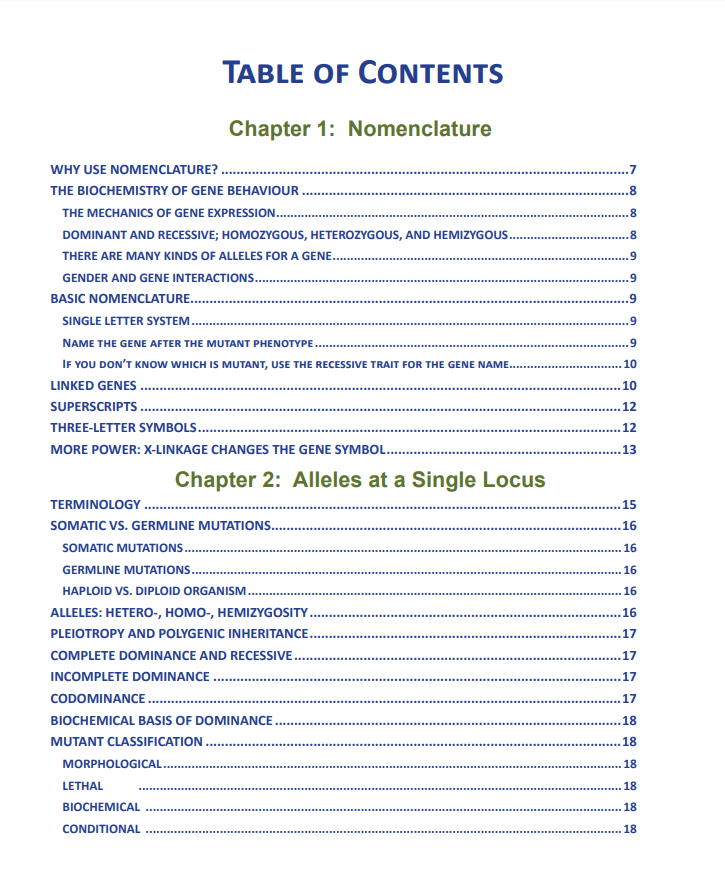 TABLE OF CONTENTS
Chapter 1: Nomenclature
WHY USE NOMENCLATURE? ........................................................................................................7
THE BIOCHEMISTRY OF GENE BEHAVIOUR ...................................................................................8
THE MECHANICS OF GENE EXPRESSION.......................................................................................8
DOMINANT AND RECESSIVE; HOMOZYGOUS, HETEROZYGOUS, AND HEMIZYGOUS..............................8
THERE ARE MANY KINDS OF ALLELES FOR A GENE.........................................................................9
GENDER AND GENE INTERACTIONS.............................................................................................9
BASIC NOMENCLATURE..............................................................................................................9
SINGLE LETTER SYSTEM..............................................................................................................9
NAME THE GENE AFTER THE MUTANT PHENOTYPE........................................................................9
IF YOU DON'T KNOW WHICH IS MUTANT, USE THE RECESSIVE TRAIT FOR THE GENE NAME..............................10
LINKED GENES ........................................................................................................................10
SUPERSCRIPTS ........................................................................................................................12
THREE-LETTER SYMBOLS...........................................................................................................12
MORE POWER: X-LINKAGE CHANGES THE GENE SYMBOL..............................................................13
Chapter 2: Alleles at a Single Locus
TERMINOLOGY .......................................................................................................................15
SOMATIC VS. GERMLINE MUTATIONS.........................................................................................16
SOMATIC MUTATIONS..............................................................................................................16
GERMLINE MUTATIONS............................................................................................................16
HAPLOID VS. DIPLOID ORGANISM..............................................................................................16
ALLELES: HETERO-, HOMO-, HEMIZYGOSITY................................................................................16
PLEIOTROPY AND POLYGENIC INHERITANCE................................................................................17
COMPLETE DOMINANCE AND RECESSIVE....................................................................................17
INCOMPLETE DOMINANCE .......................................................................................................17
CODOMINANCE ......................................................................................................................17
BIOCHEMICAL BASIS OF DOMINANCE ........................................................................................18
MUTANT CLASSIFICATION .........................................................................................................18
MORPHOLOGICAL...................................................................................................................18
LETHAL ..................................................................................................................................18
BIOCHEMICAL ........................................................................................................................18
CONDITIONAL ........................................................................................................................18